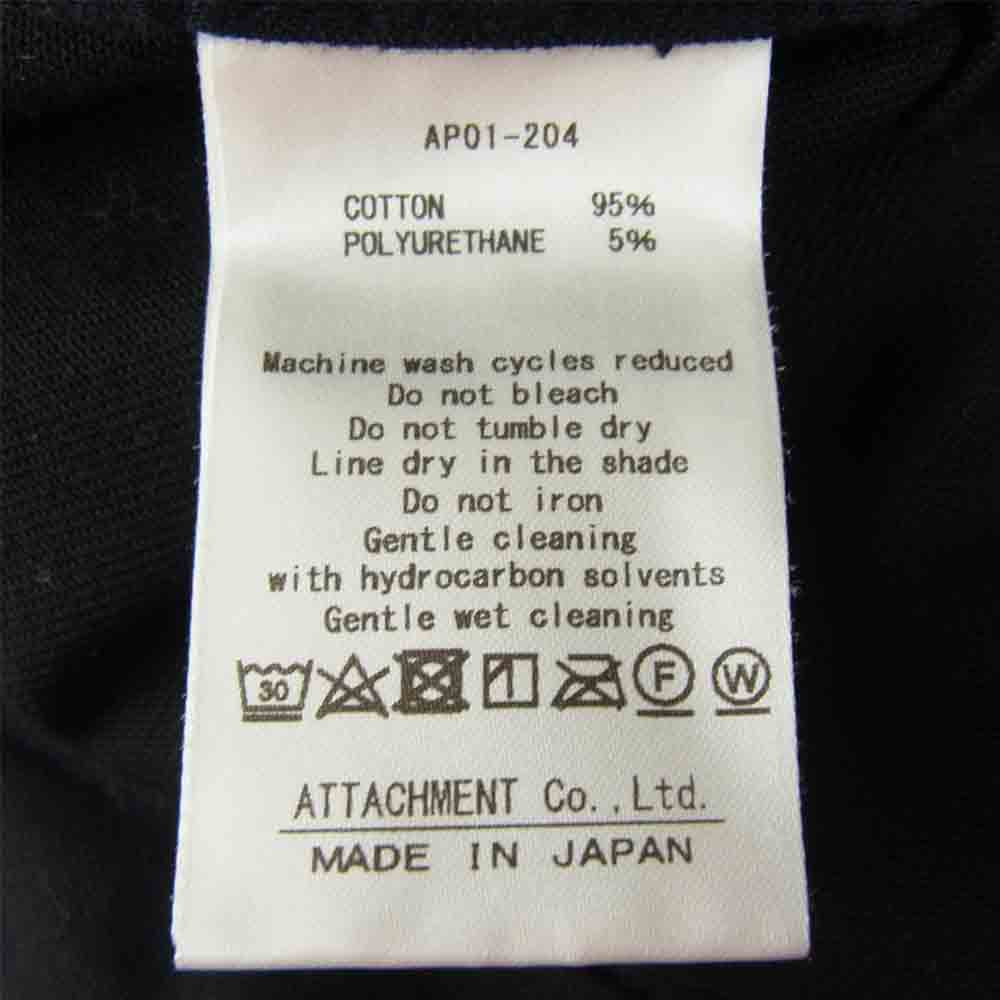 AP01-204
COTTON 95%
POLYURETHANE 5%
Machine wash cycles reduced
Do not bleach
Do not tumble dry
Line dry in the shade
Do not iron
Gentle cleaning
with hydrocarbon solvents
Gentle wet cleaning
30 F W
ATTACHMENT Co.,Ltd.
MADE IN JAPAN